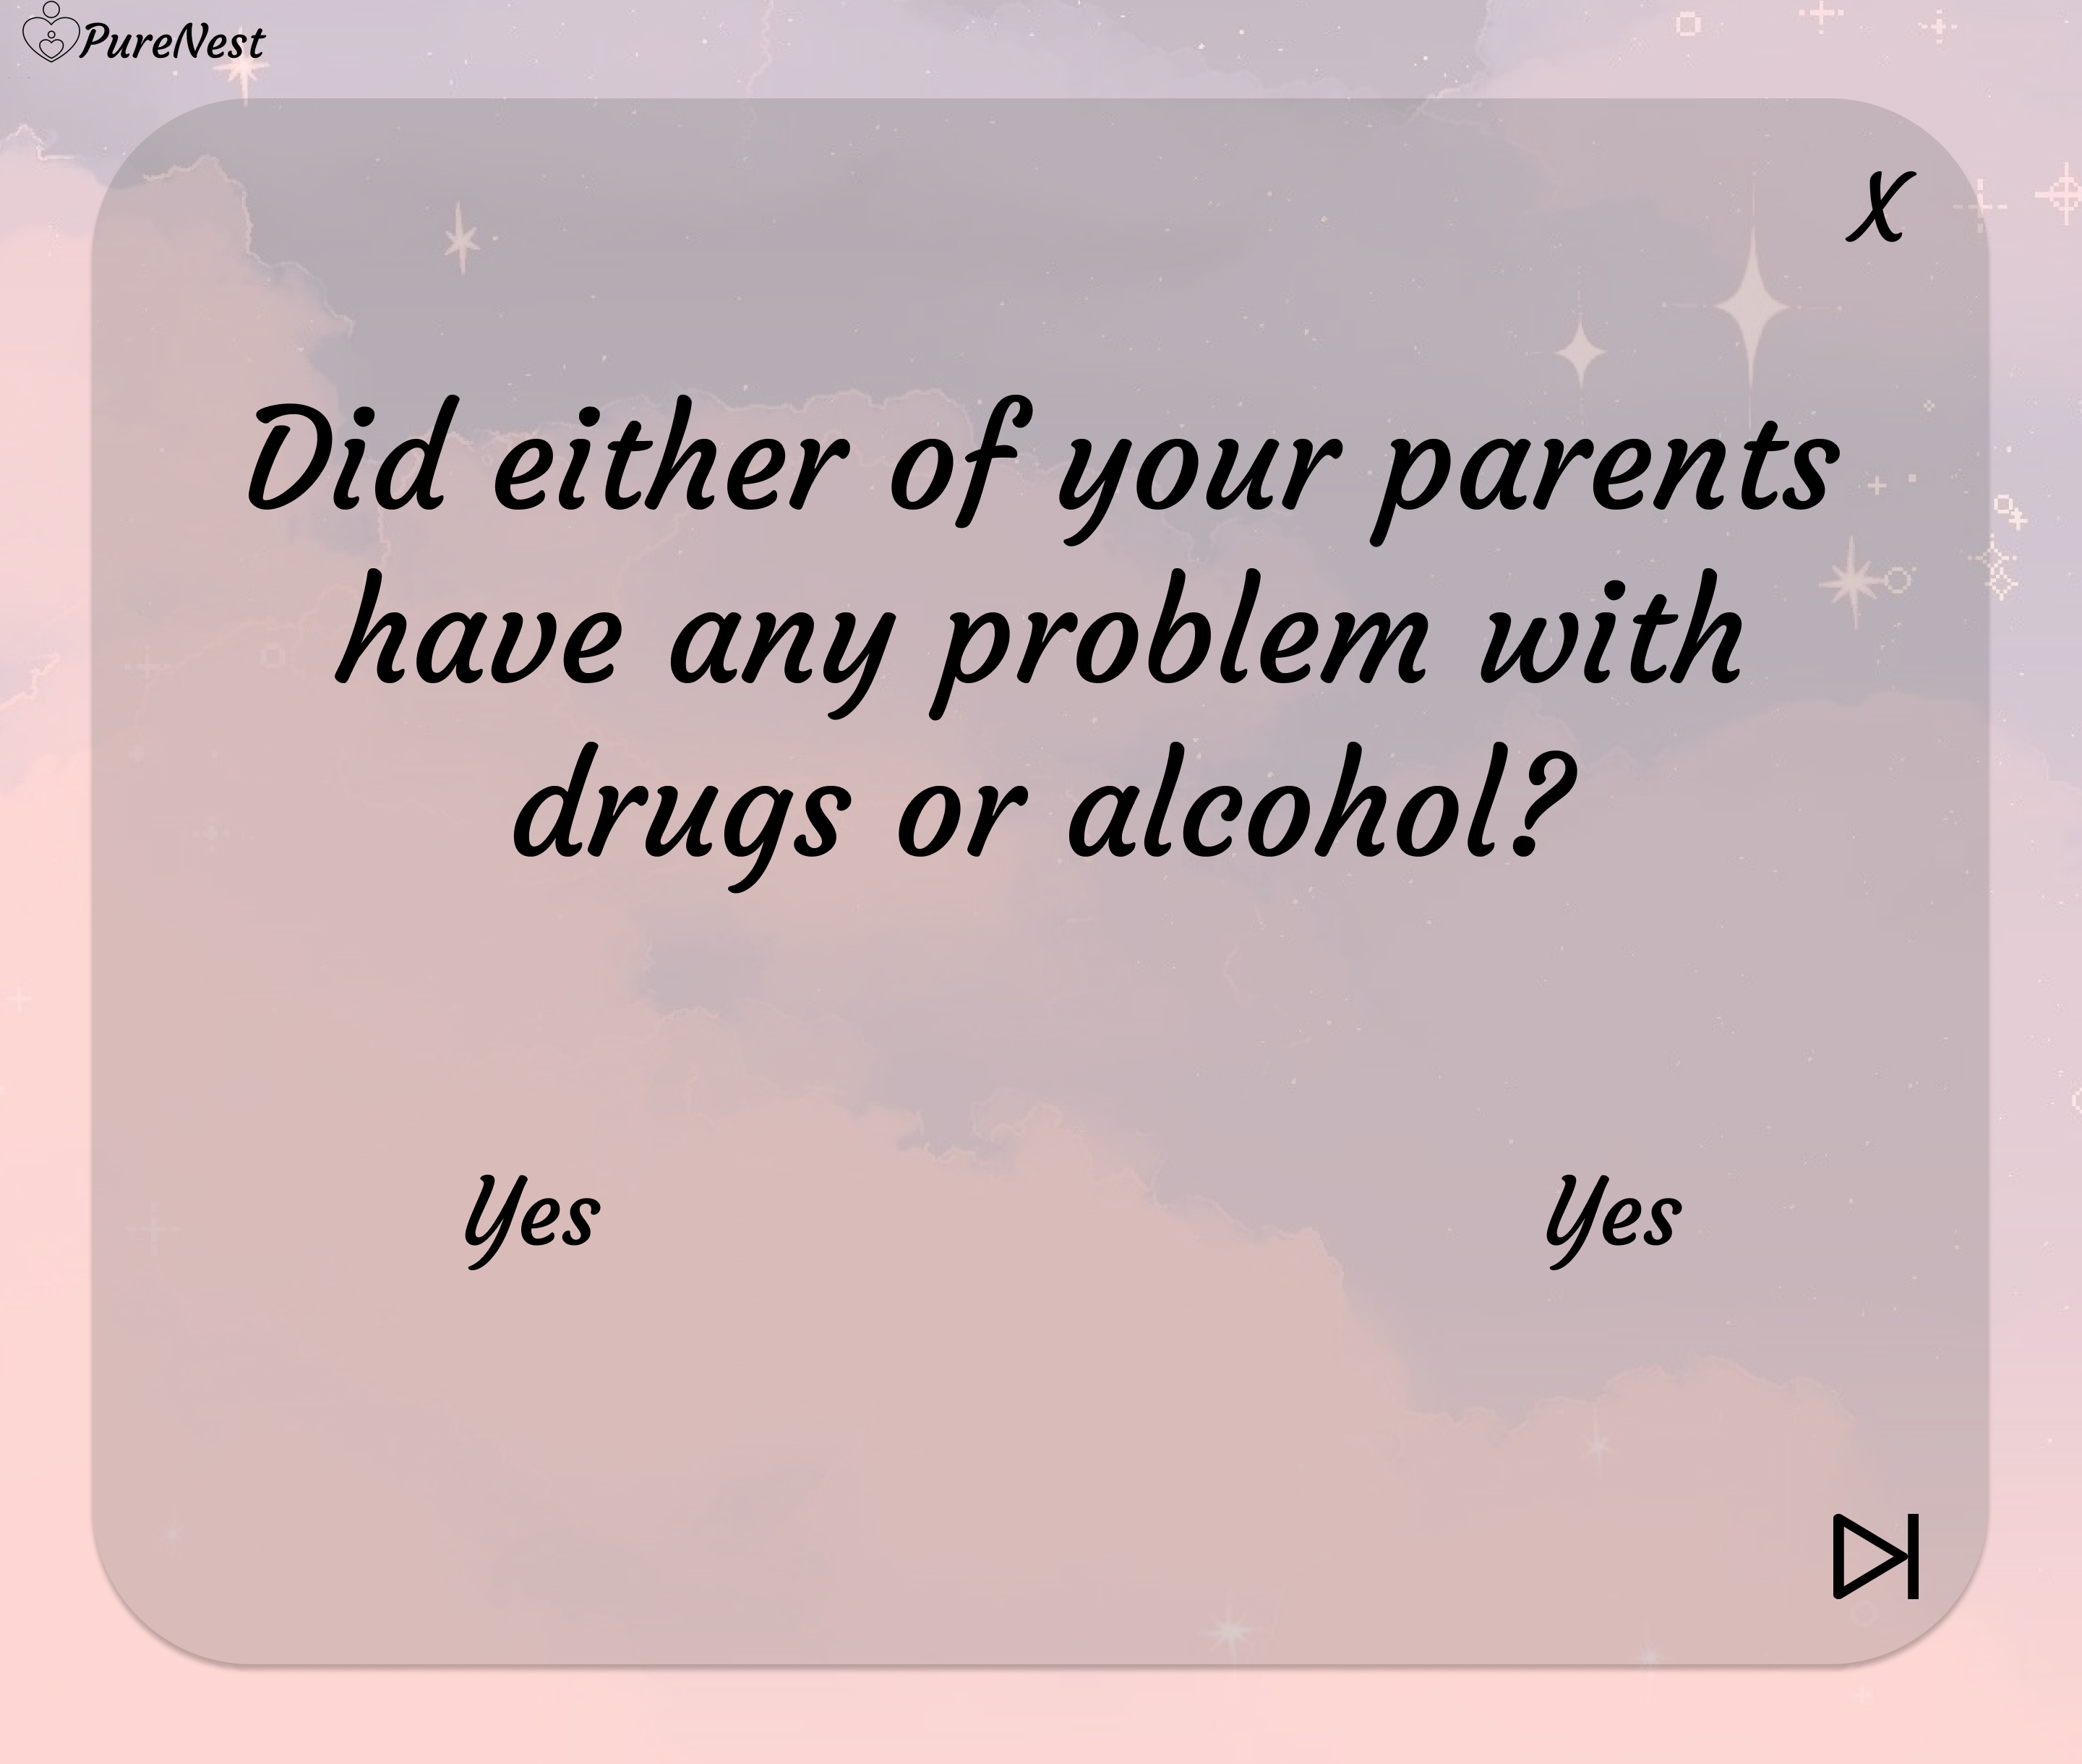 PureNest
X
Did either of your parents
have any problem with
drugs or alcohol?
Yes Yes